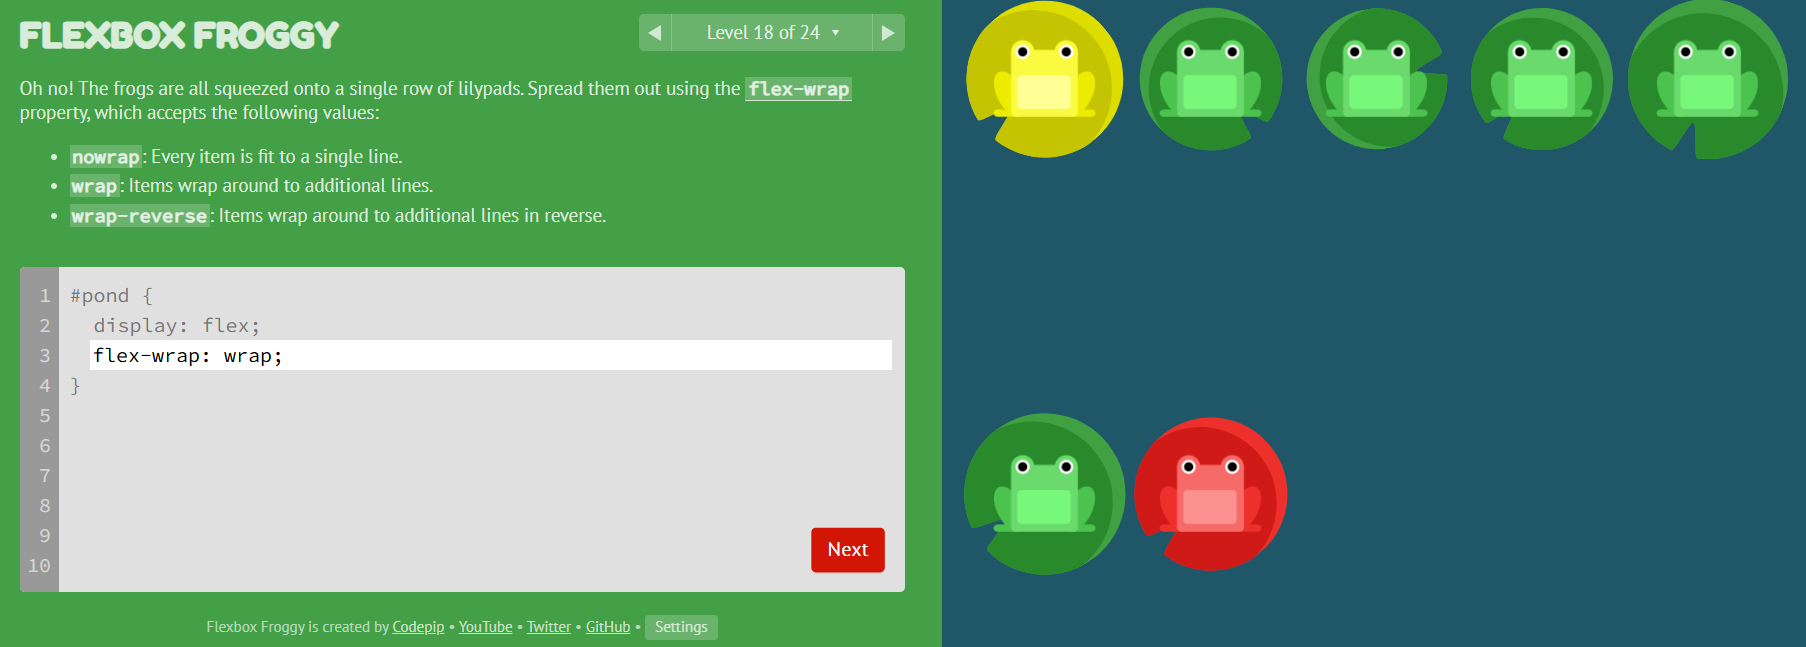 FLEXBOX FROGGY
Level 18 of 24 ▼
Oh no! The frogs are all squeezed onto a single row of lilypads. Spread them out using the flex-wrap
property, which accepts the following values:
• nowrap: Every item is fit to a single line.
• wrap: Items wrap around to additional lines.
• wrap-reverse: Items wrap around to additional lines in reverse.
1 #pond {
2 display: flex;
3 flex-wrap: wrap;
4 }
5
6
7
8
9
10
Next
Flexbox Froggy is created by Codepip • YouTube • Twitter • GitHub • Settings